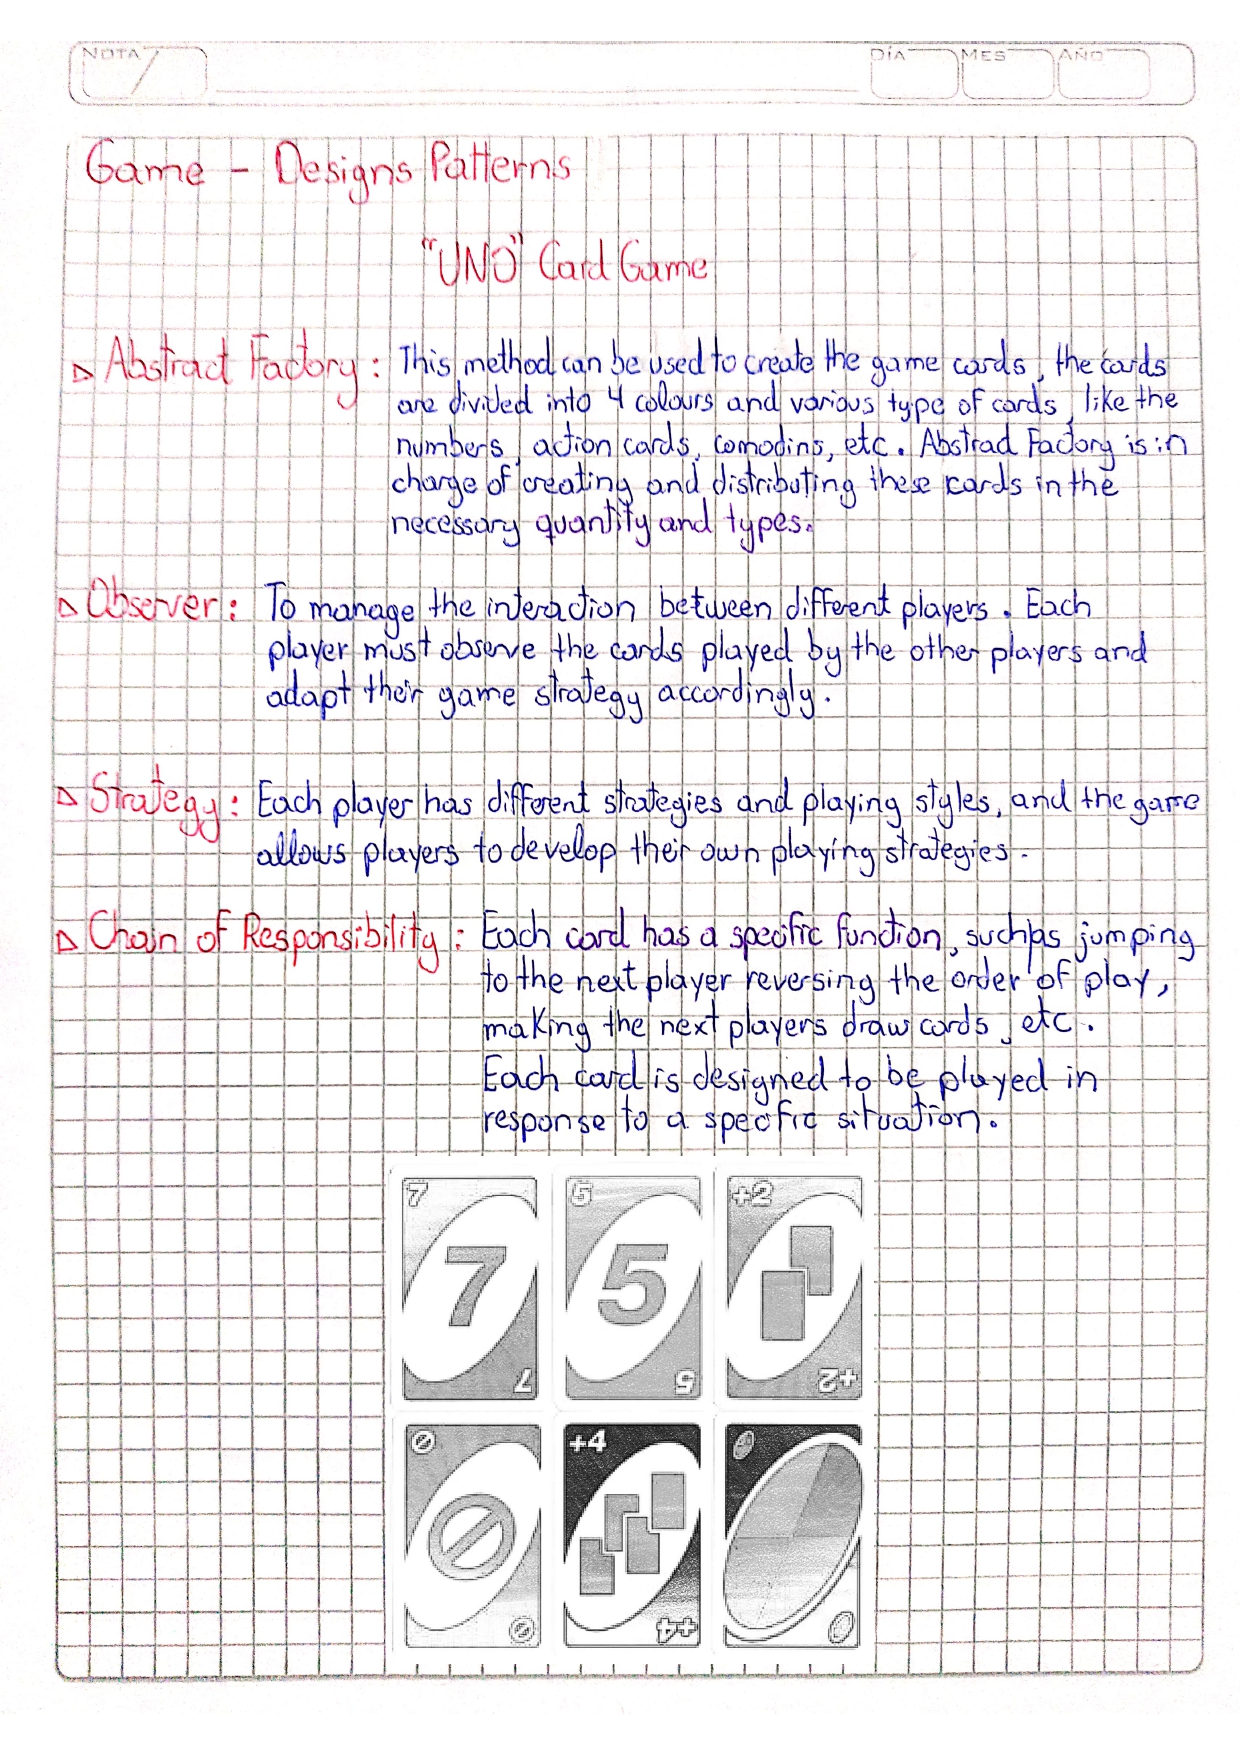 NOTA 7
DÍA MES AÑO
Game - Designs Patterns
"UNO" Card Game
Abstract Factory: This method can be used to create the game cards, the cards
are divided into 4 colours and various type of cards, like the
numbers, action cards, comodins, etc. Abstract Factory is in
charge of creating and distributing these cards in the
necessary quantity and types.
Observer: To manage the interaction between different players. Each
player must observe the cards played by the other players and
adapt their game strategy accordingly.
Strategy: Each player has different strategies and playing styles, and the game
allows players to develop their own playing strategies.
Chain of Responsibility: Each card has a specific function, such as jumping
to the next player reversing the order of play,
making the next players draw cards, etc.
Each card is designed to be played in
response to a specific situation.
7 5 +2
7 5
7 5 +2
+4
+4